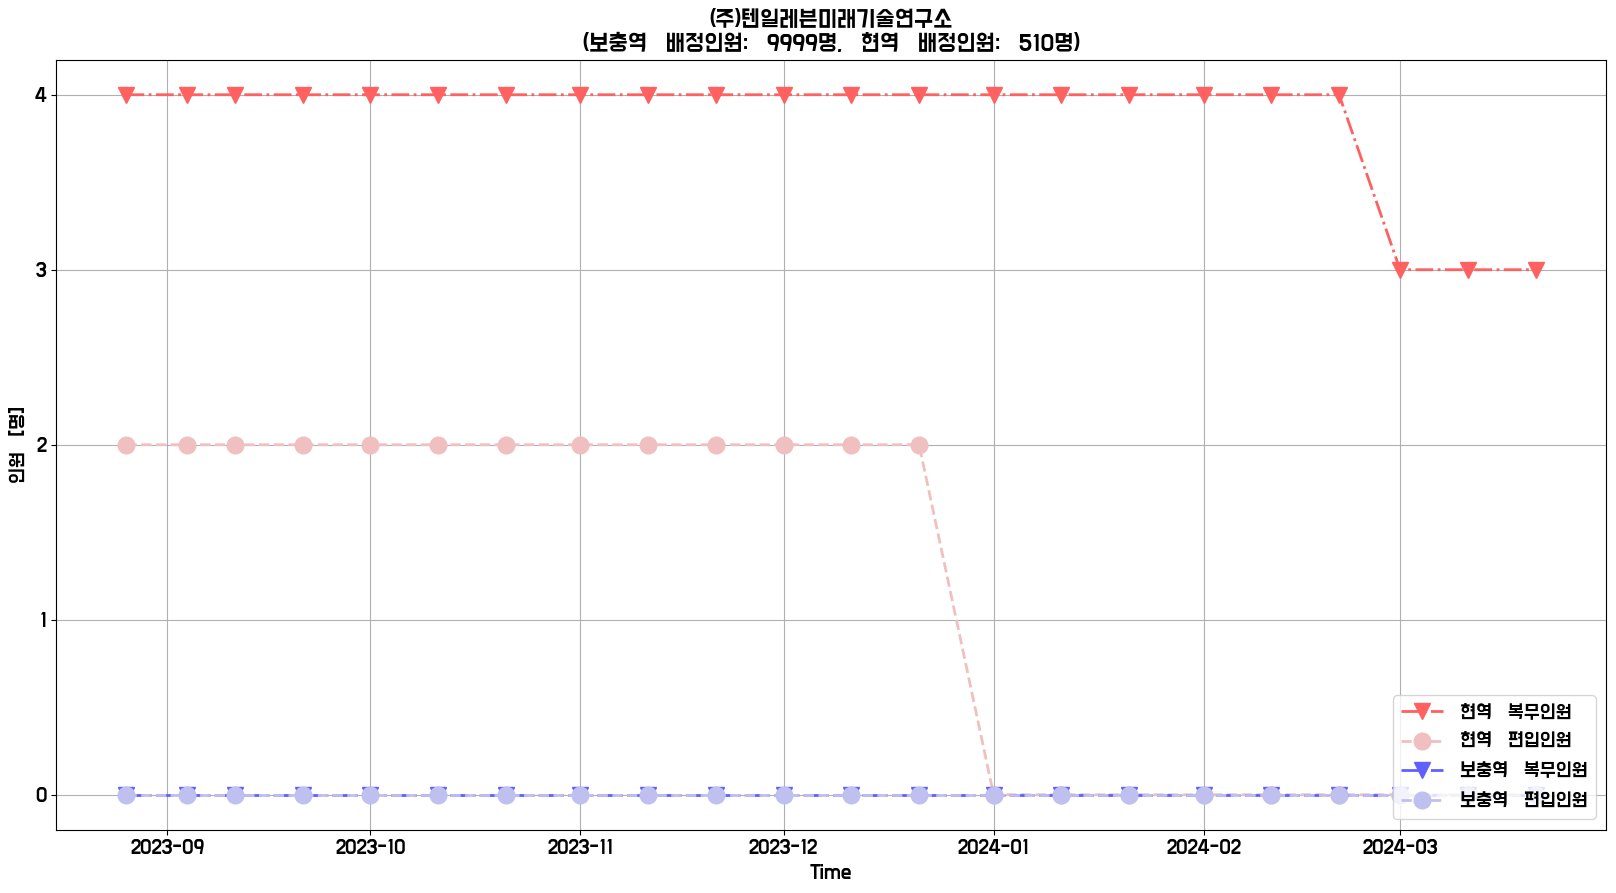 (주)텐일레븐미래기술연구소
(보충역 배정인원: 9999명, 현역 배정인원: 510명)
인원 [명]
4
3
2
1
0
2023-09
2023-10
2023-11
2023-12
2024-01
2024-02
2024-03
Time
현역 복무인원
현역 편입인원
보충역 복무인원
보충역 편입인원